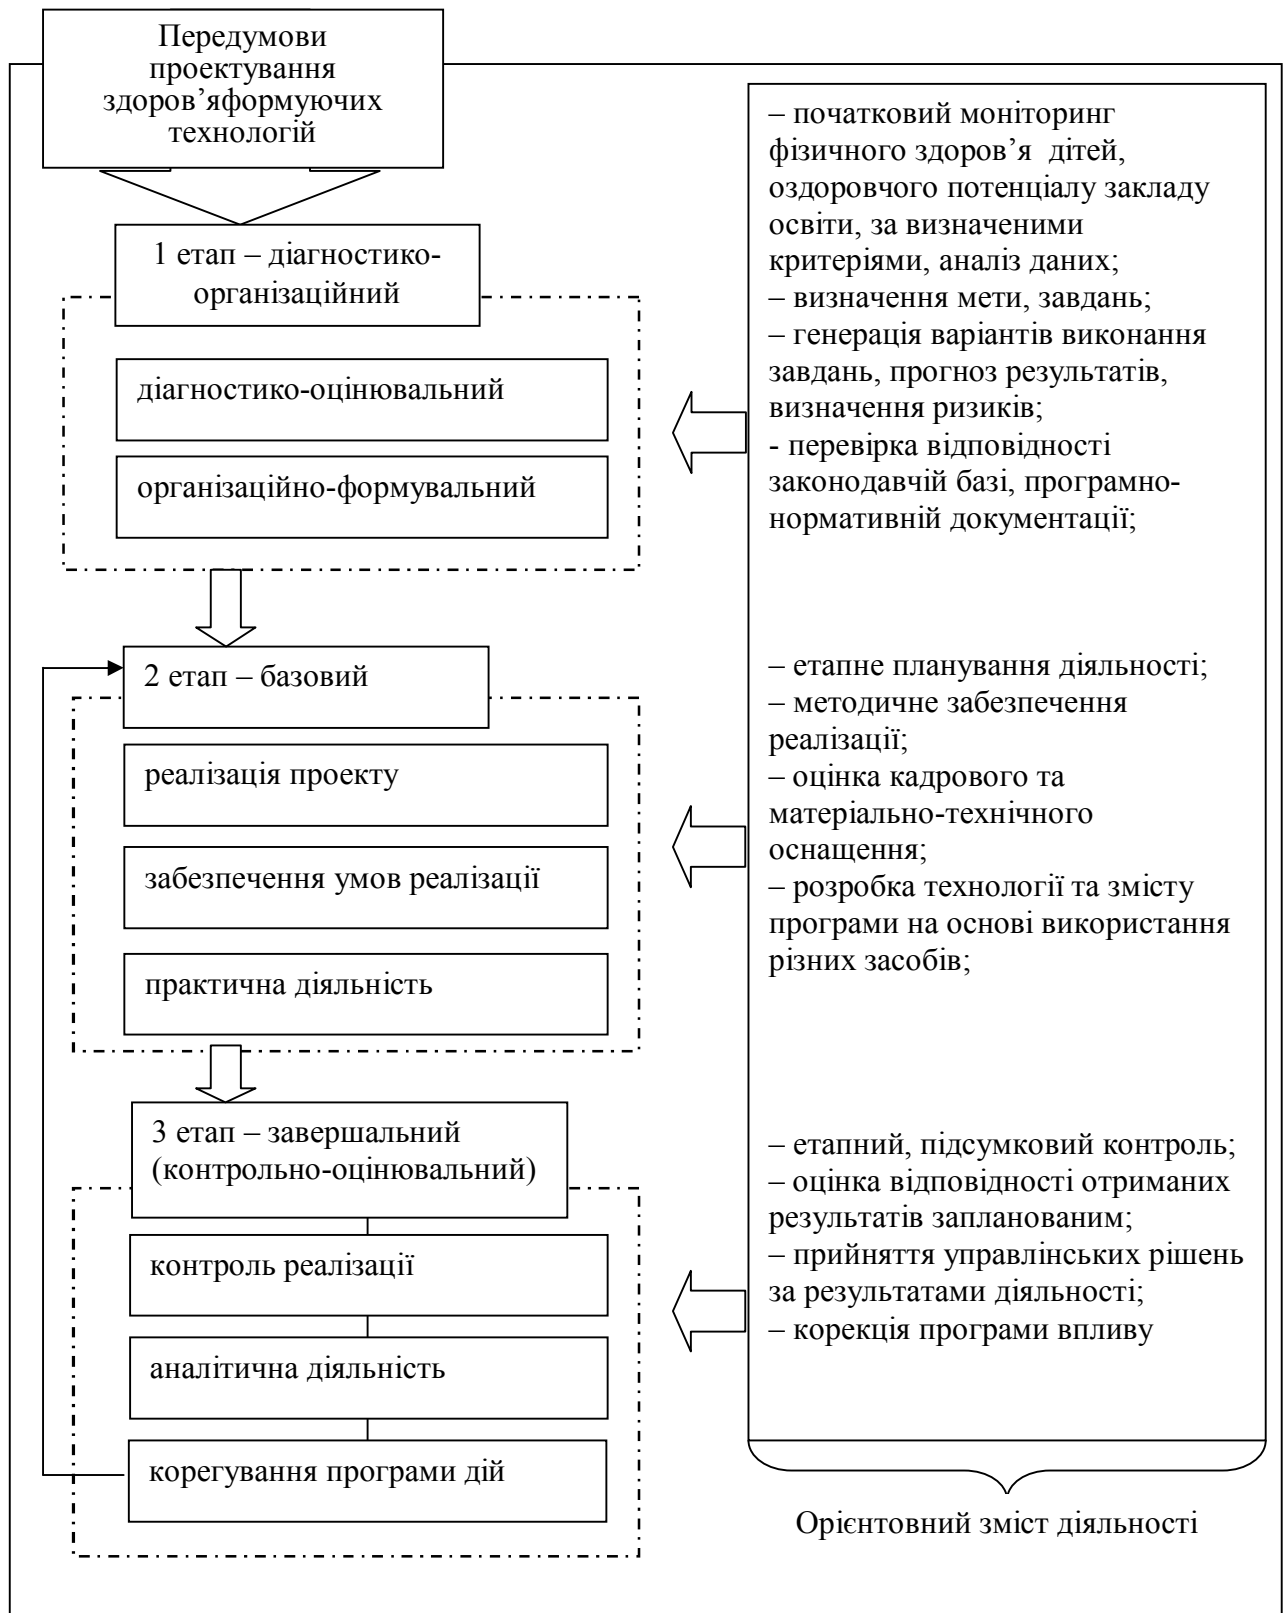 Передумови
проектування
здоров’яформуючих
технологій
1 етап – діагностико-
організаційний
діагностико-оцінювальний
організаційно-формувальний
– початковий моніторинг
фізичного здоров’я дітей,
оздоровчого потенціалу закладу
освіти, за визначеними
критеріями, аналіз даних;
– визначення мети, завдань;
– генерація варіантів виконання
завдань, прогноз результатів,
визначення ризиків;
- перевірка відповідності
законодавчій базі, програмно-
нормативній документації;
2 етап – базовий
реалізація проекту
забезпечення умов реалізації
практична діяльність
– етапне планування діяльності;
– методичне забезпечення
реалізації;
– оцінка кадрового та
матеріально-технічного
оснащення;
– розробка технології та змісту
програми на основі використання
різних засобів;
3 етап – завершальний
(контрольно-оцінювальний)
контроль реалізації
аналітична діяльність
корегування програми дій
– етапний, підсумковий контроль;
– оцінка відповідності отриманих
результатів запланованим;
– прийняття управлінських рішень
за результатами діяльності;
– корекція програми впливу
Орієнтовний зміст діяльності